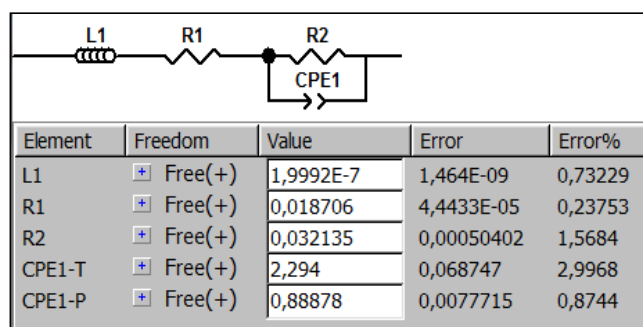 L1 R1 R2
CPE1
Element Freedom Value Error Error%
L1 + Free(+) 1,9992E-7 1,464E-09 0,73229
R1 + Free(+) 0,018706 4,4433E-05 0,23753
R2 + Free(+) 0,032135 0,00050402 1,5684
CPE1-T + Free(+) 2,294 0,068747 2,9968
CPE1-P + Free(+) 0,88878 0,0077715 0,8744